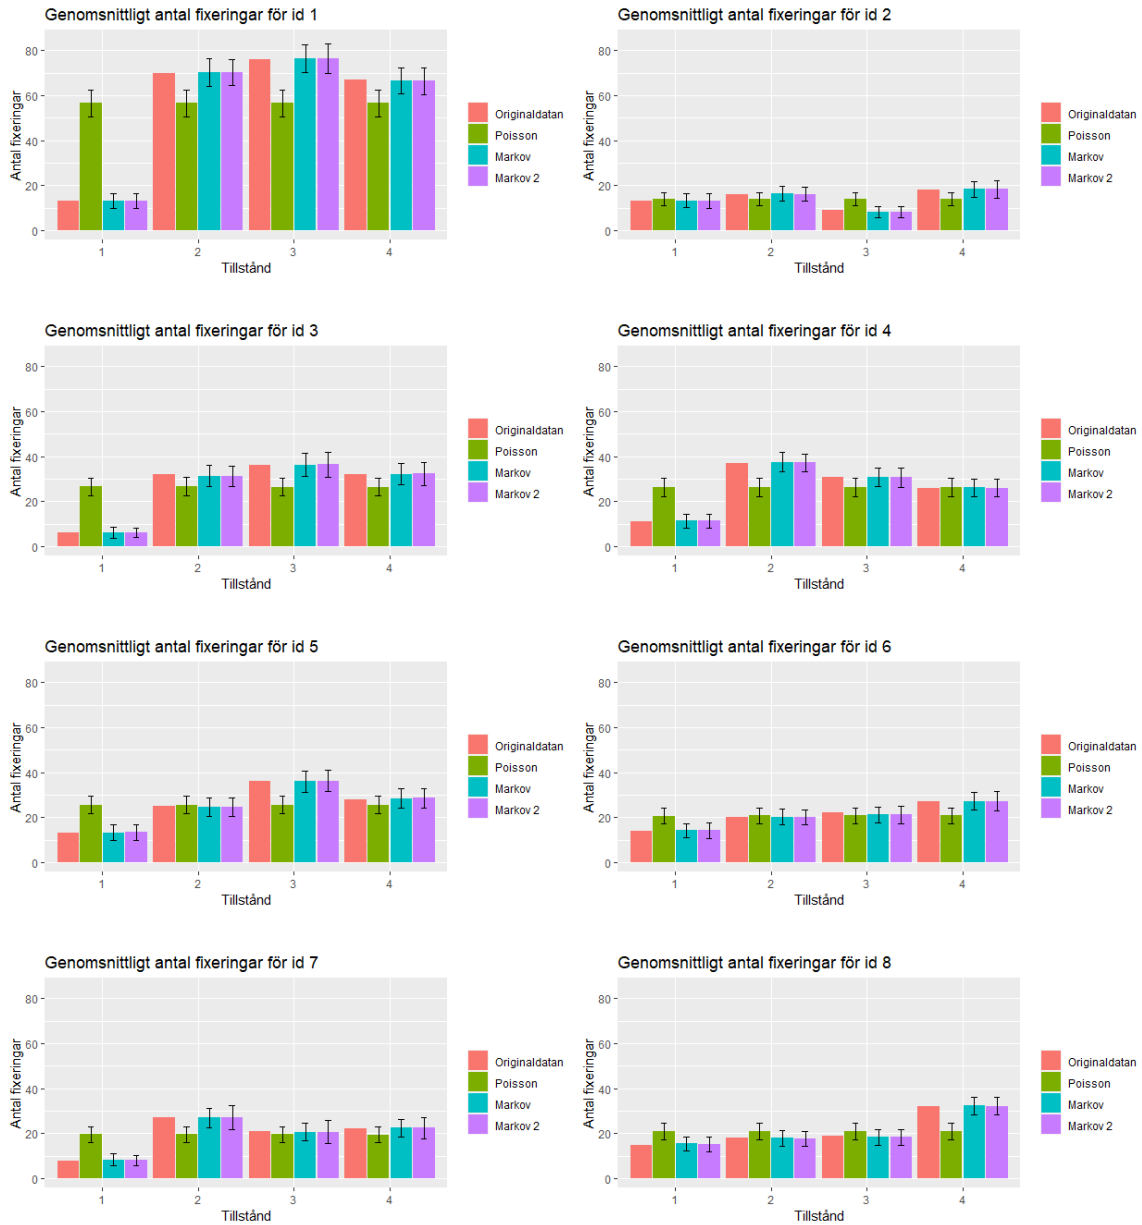 Genomsnittligt antal fixeringar för id 1
Antal fixeringar
80
60
40
20
0
1 2 3 4
Tillstånd
Originaldatan
Poisson
Markov
Markov 2
Genomsnittligt antal fixeringar för id 2
Antal fixeringar
80
60
40
20
0
1 2 3 4
Tillstånd
Originaldatan
Poisson
Markov
Markov 2
Genomsnittligt antal fixeringar för id 3
Antal fixeringar
80
60
40
20
0
1 2 3 4
Tillstånd
Originaldatan
Poisson
Markov
Markov 2
Genomsnittligt antal fixeringar för id 4
Antal fixeringar
80
60
40
20
0
1 2 3 4
Tillstånd
Originaldatan
Poisson
Markov
Markov 2
Genomsnittligt antal fixeringar för id 5
Antal fixeringar
80
60
40
20
0
1 2 3 4
Tillstånd
Originaldatan
Poisson
Markov
Markov 2
Genomsnittligt antal fixeringar för id 6
Antal fixeringar
80
60
40
20
0
1 2 3 4
Tillstånd
Originaldatan
Poisson
Markov
Markov 2
Genomsnittligt antal fixeringar för id 7
Antal fixeringar
80
60
40
20
0
1 2 3 4
Tillstånd
Originaldatan
Poisson
Markov
Markov 2
Genomsnittligt antal fixeringar för id 8
Antal fixeringar
80
60
40
20
0
1 2 3 4
Tillstånd
Originaldatan
Poisson
Markov
Markov 2